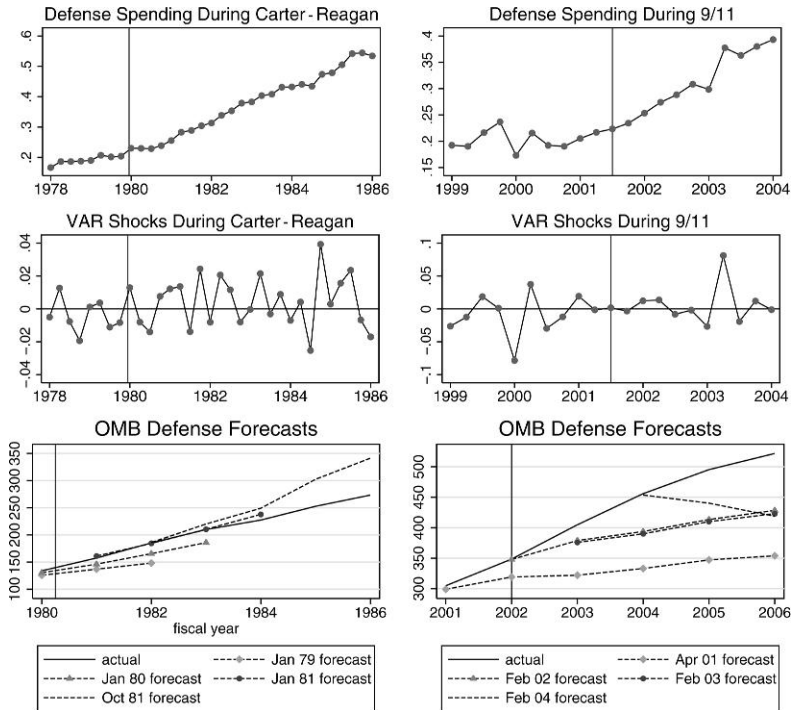 Defense Spending During Carter-Reagan
.2 .3 .4 .5 .6
1978 1980 1982 1984 1986
Defense Spending During 9/11
.15 .2 .25 .3 .35 .4
1999 2000 2001 2002 2003 2004
VAR Shocks During Carter-Reagan
-.04 -.02 0 .02 .04
1978 1980 1982 1984 1986
VAR Shocks During 9/11
-.1 -.05 0 .05 .1
1999 2000 2001 2002 2003 2004
OMB Defense Forecasts
100 150 200 250 300 350
1980 1982 1984 1986
fiscal year
actual
Jan 79 forecast
Jan 80 forecast
Jan 81 forecast
Oct 81 forecast
OMB Defense Forecasts
300 350 400 450 500
2001 2002 2003 2004 2005 2006
actual
Apr 01 forecast
Feb 02 forecast
Feb 03 forecast
Feb 04 forecast